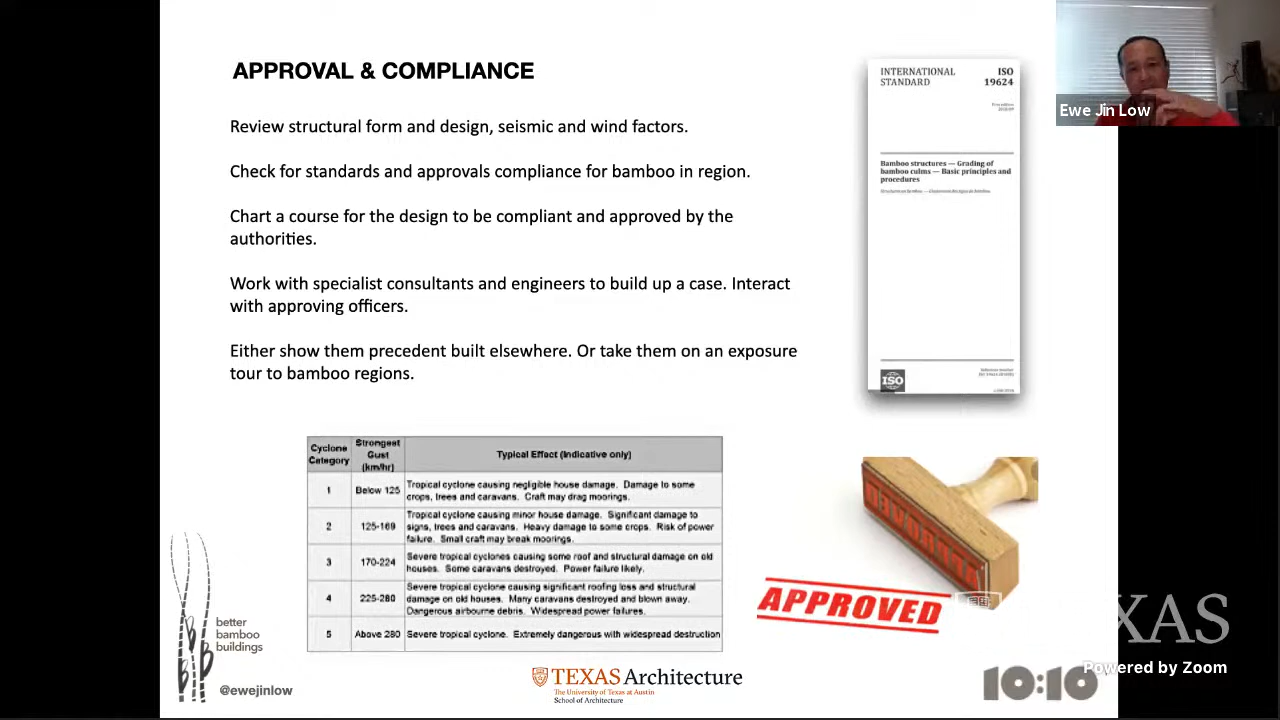 APPROVAL & COMPLIANCE
Review structural form and design, seismic and wind factors.
Check for standards and approvals compliance for bamboo in region.
Chart a course for the design to be compliant and approved by the
authorities.
Work with specialist consultants and engineers to build up a case. Interact
with approving officers.
Either show them precedent built elsewhere. Or take them on an exposure
tour to bamboo regions.
INTERNATIONAL
STANDARD
ISO
19624
Bamboo structures — Grading of
bamboo culms — Basic principles and
procedures
ISO
Ewe Jin Low
Cyclone
Category
Strongest
Gust
(km/hr)
Typical Effect (Indicative only)
1
Below 125
Tropical cyclone causing negligible house damage. Damage to some
crops, trees and caravans. Craft may drag moorings.
2
125-169
Tropical cyclone causing minor house damage. Significant damage to
signs, trees and caravans. Heavy damage to some crops. Risk of power
failure. Small craft may break moorings.
3
170-224
Severe tropical cyclones causing some roof and structural damage on old
houses. Some caravans destroyed. Power failure likely.
4
225-280
Severe tropical cyclone causing significant roofing loss and structural
damage on old houses. Many caravans destroyed and blown away.
Dangerous airbourne debris. Widespread power failures.
5
Above 280
Severe tropical cyclone. Extremely dangerous with widespread destruction
APPROVED
better
bamboo
buildings
@ewejinlow
TEXAS Architecture
The University of Texas at Austin
School of Architecture
XAS
Powered by Zoom
10:10